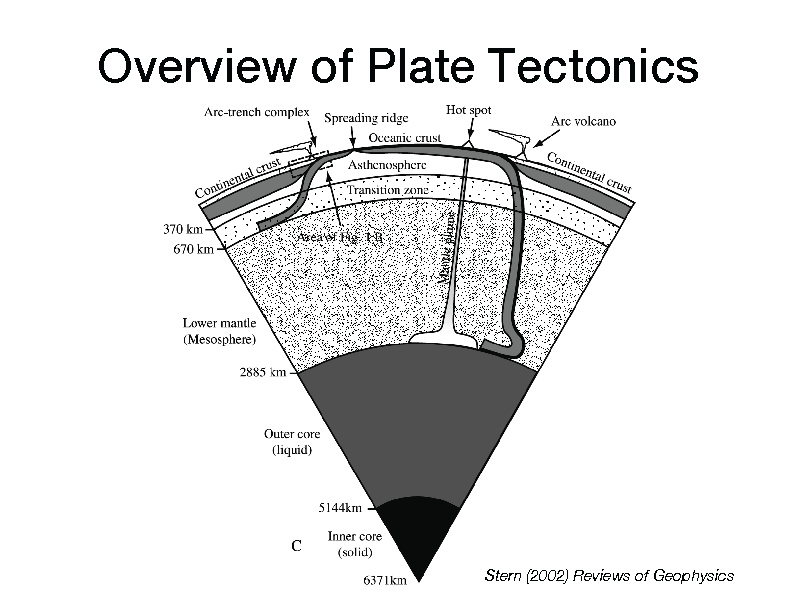 Overview of Plate Tectonics
Arc-trench complex
Spreading ridge
Hot spot
Arc volcano
Oceanic crust
Continental crust
Asthenosphere
Continental crust
Transition zone
370 km
670 km
Area of Fig. 1B
Mantle plume
Lower mantle
(Mesosphere)
2885 km
Outer core
(liquid)
5144km
Inner core
(solid)
C
6371km
Stern (2002) Reviews of Geophysics